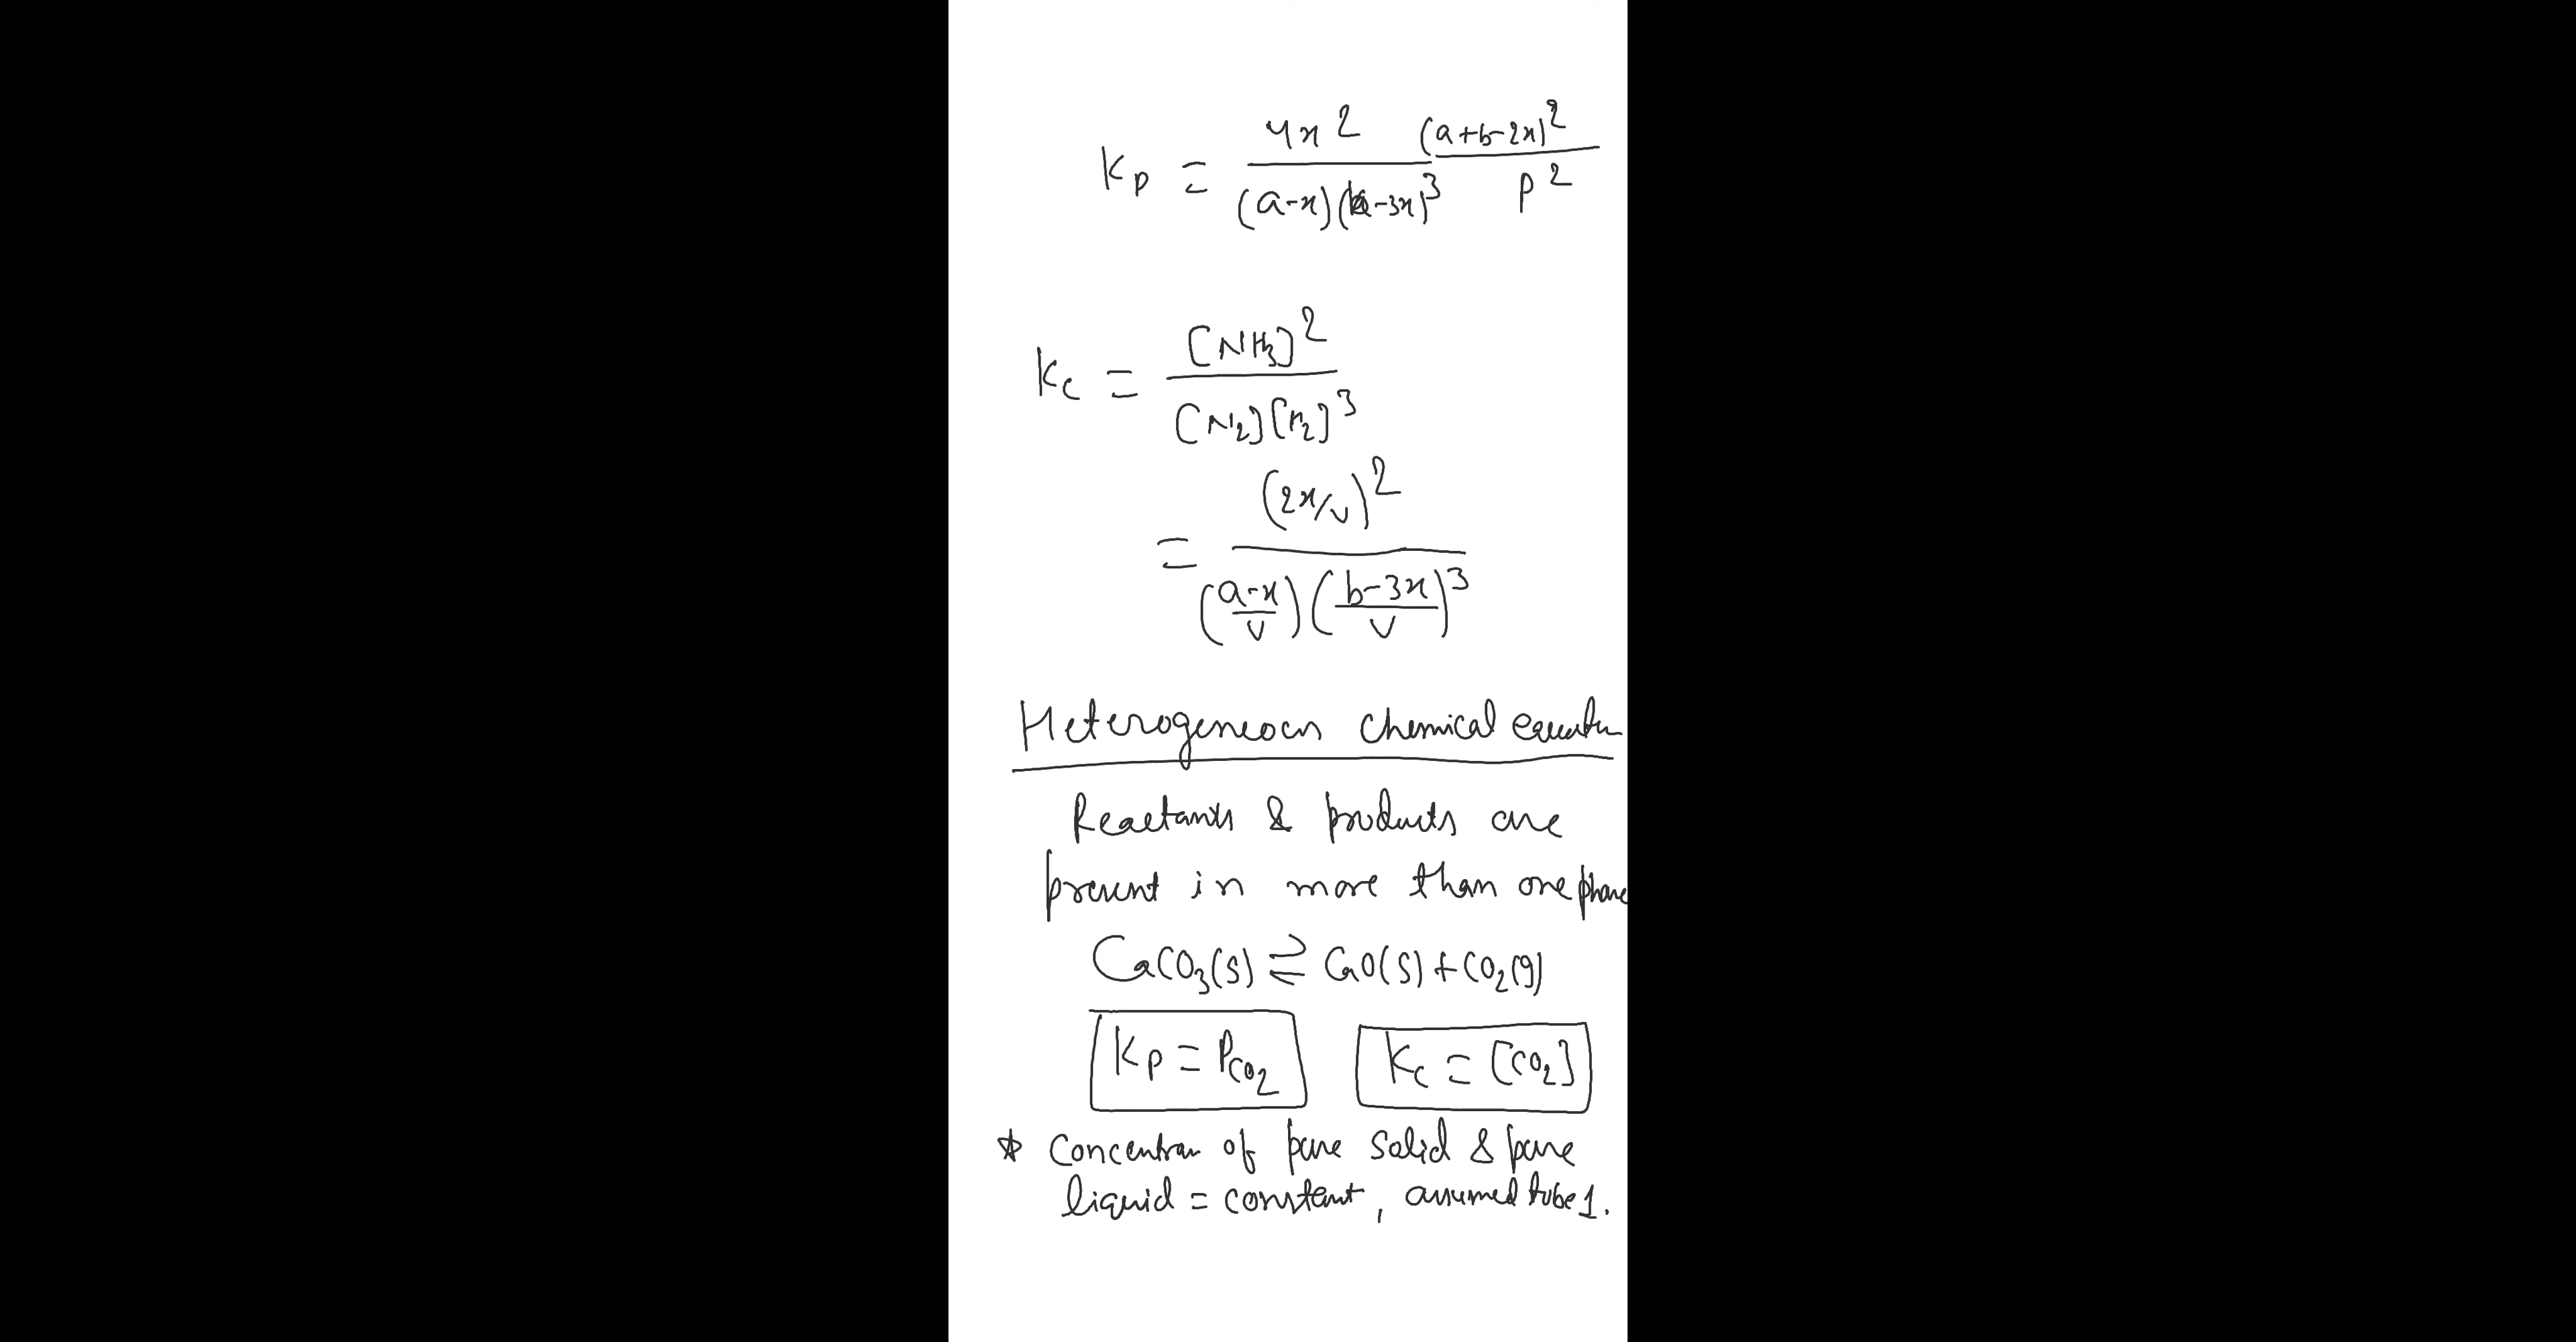 Kp = 4x² / (a-x)(b-3x)³ (a+b-2x)² / p²
Kc = [NH3]² / [N2][H2]³
= (2x/v)² / ((a-x)/v) ((b-3x)/v)³
Heterogeneous chemical
Reactants & products are
present in more than one phase
CaCO3(s) ⇌ CaO(s) + CO2(g)
Kp = PCO2 Kc = [CO2]
* Concentran of pure solid & pure
liquid = constant, assumed to be 1.